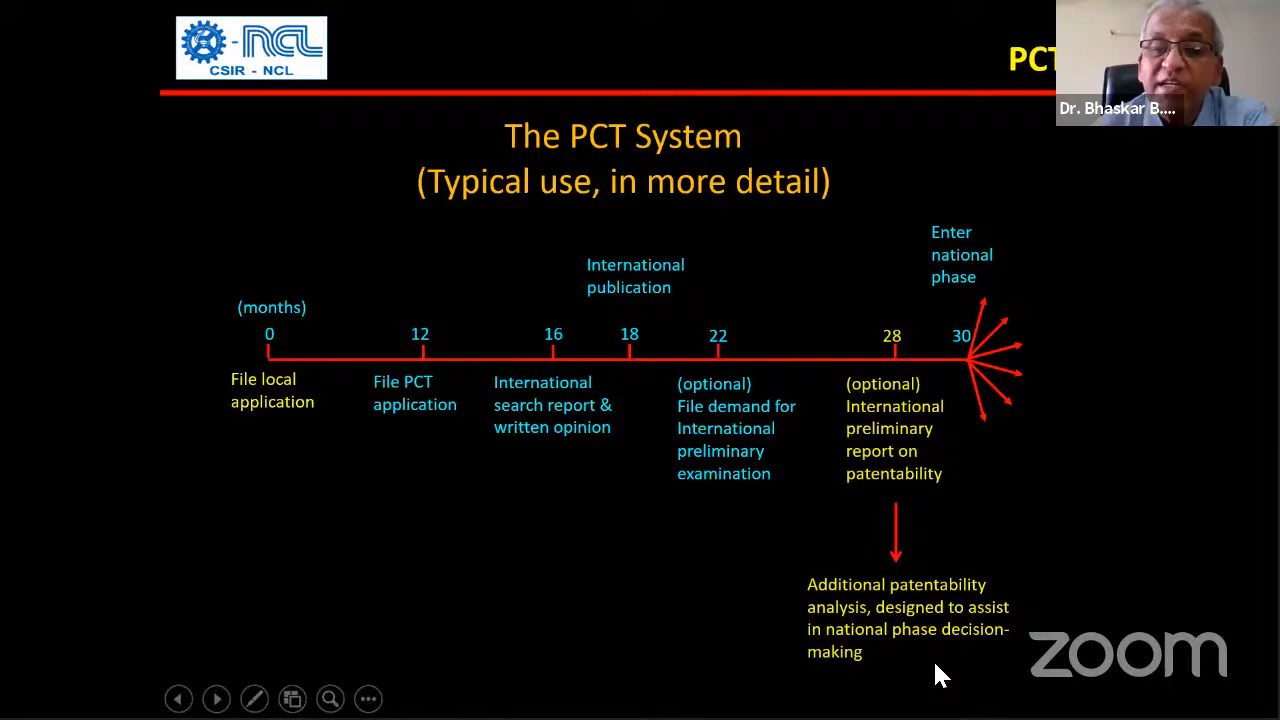 NCL
CSIR - NCL
PCT
Dr. Bhaskar B....
The PCT System
(Typical use, in more detail)
Enter
national
phase
International
publication
(months)
0
12
16
18
22
28
30
File local
application
File PCT
application
International
search report &
written opinion
(optional)
File demand for
International
preliminary
examination
(optional)
International
preliminary
report on
patentability
Additional patentability
analysis, designed to assist
in national phase decision-
making
zoom